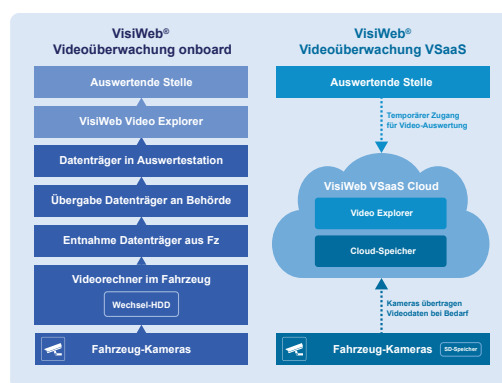 VisiWeb®
Videoüberwachung onboard
Auswertende Stelle
VisiWeb Video Explorer
Datenträger in Auswertestation
Übergabe Datenträger an Behörde
Entnahme Datenträger aus Fz
Videorechner im Fahrzeug
Wechsel-HDD
Fahrzeug-Kameras
VisiWeb®
Videoüberwachung VSaaS
Auswertende Stelle
Temporärer Zugang
für Video-Auswertung
VisiWeb VSaaS Cloud
Video Explorer
Cloud-Speicher
Kameras übertragen
Videodaten bei Bedarf
Fahrzeug-Kameras
SD-Speicher